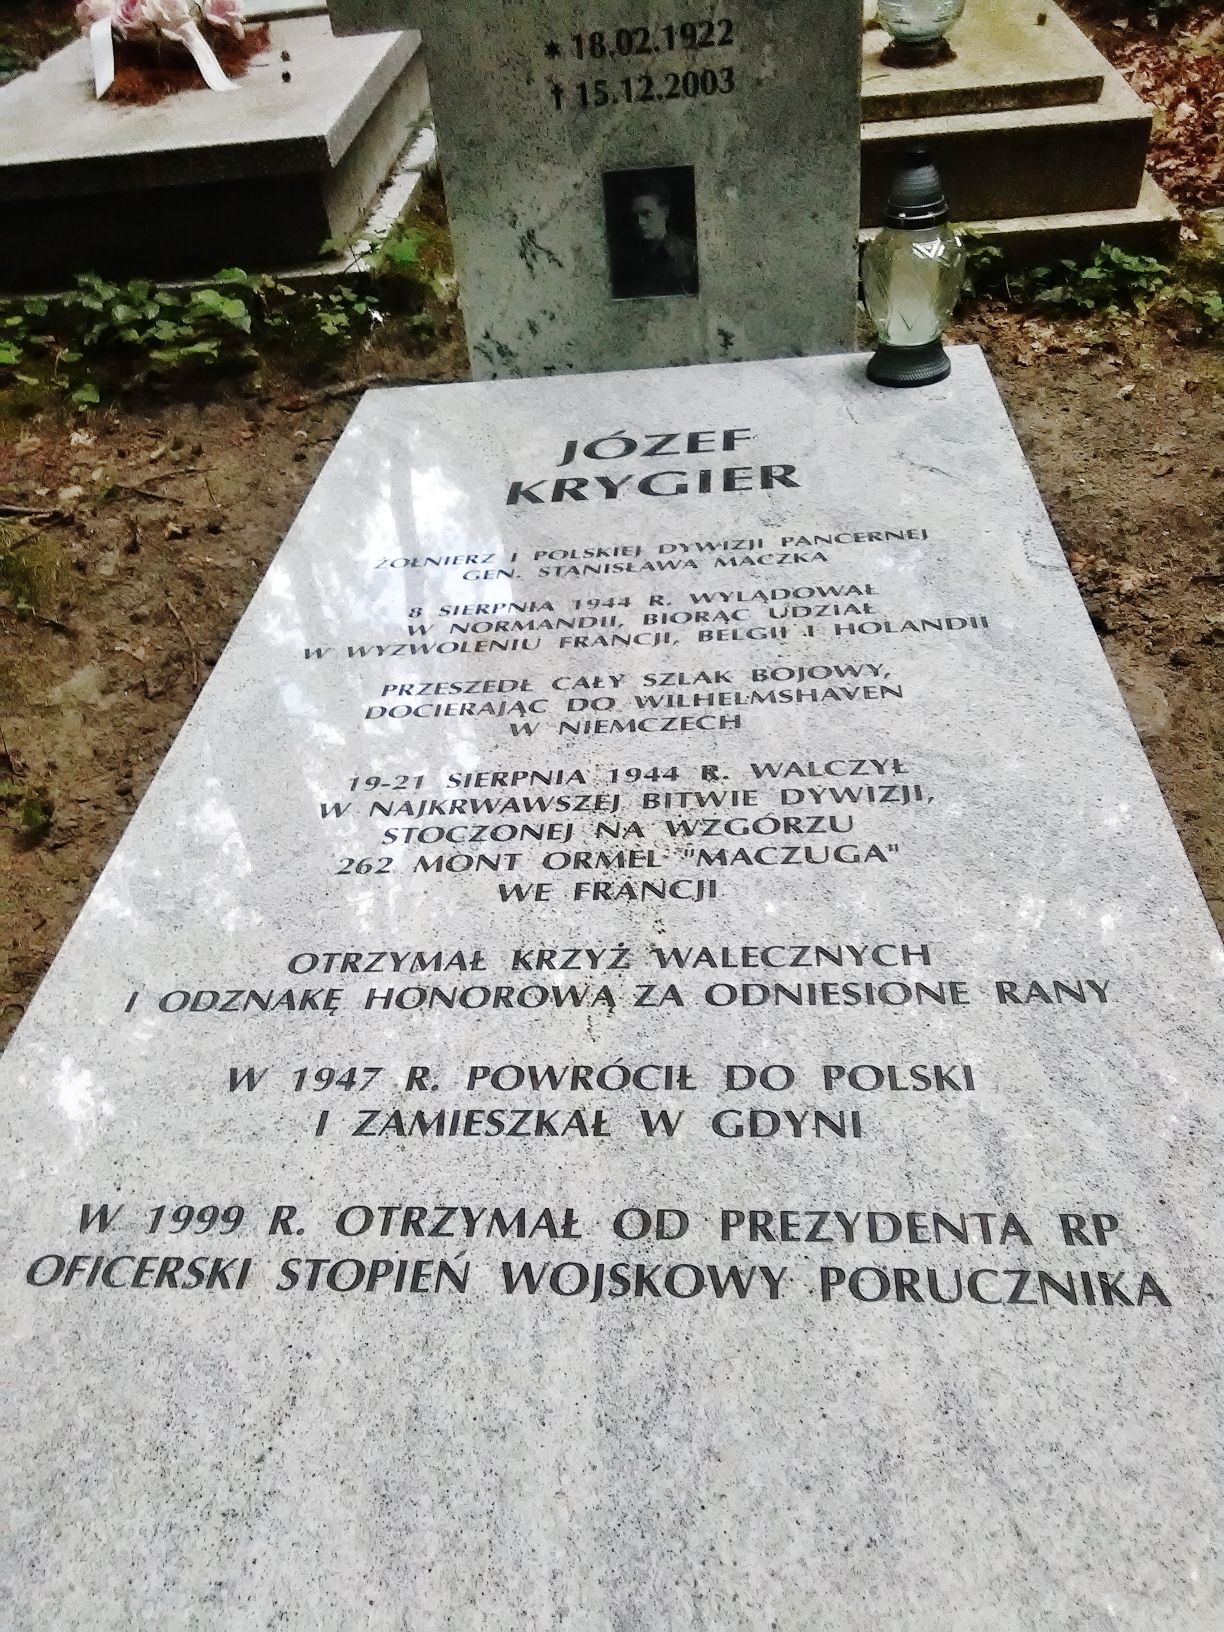 * 18.02.1922
† 15.12.2003
JÓZEF
KRYGIER
ŻOŁNIERZ I POLSKIEJ DYWIZJI PANCERNEJ
GEN. STANISŁAWA MACZKA
8 SIERPNIA 1944 R. WYLĄDOWAŁ
W NORMANDII, BIORĄC UDZIAŁ
W WYZWOLENIU FRANCJI, BELGII I HOLANDII
PRZESZEDŁ CAŁY SZLAK BOJOWY,
DOCIERAJĄC DO WILHELMSHAVEN
W NIEMCZECH
19-21 SIERPNIA 1944 R. WALCZYŁ
W NAJKRWAWSZEJ BITWIE DYWIZJI,
STOCZONEJ NA WZGÓRZU
262 MONT ORMEL "MACZUGA"
WE FRANCJI
OTRZYMAŁ KRZYŻ WALECZNYCH
I ODZNAKĘ HONOROWĄ ZA ODNIESIONE RANY
W 1947 R. POWRÓCIŁ DO POLSKI
I ZAMIESZKAŁ W GDYNI
W 1999 R. OTRZYMAŁ OD PREZYDENTA RP
OFICERSKI STOPIEŃ WOJSKOWY PORUCZNIKA